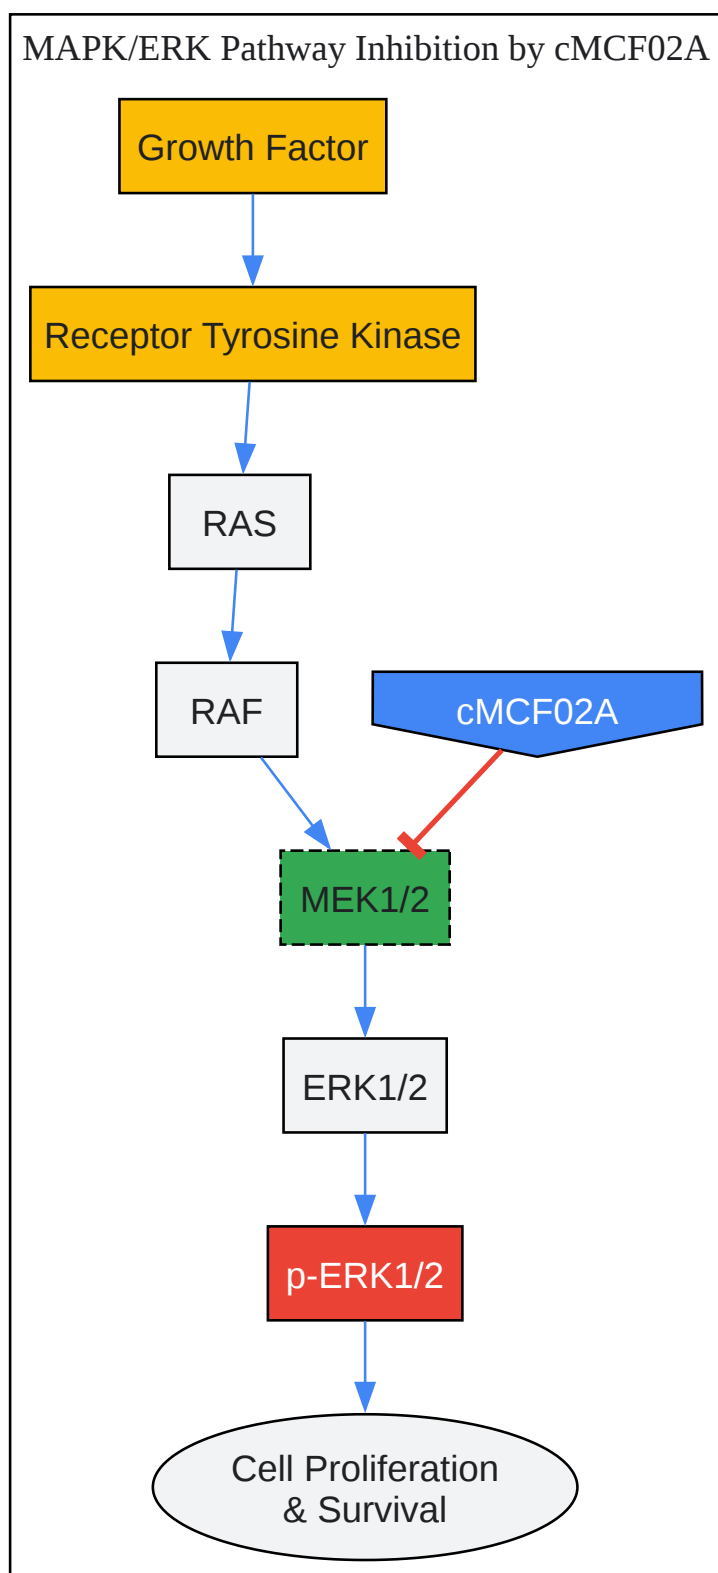 MAPK/ERK Pathway Inhibition by cMCF02A
Growth Factor
Receptor Tyrosine Kinase
RAS
RAF
cMCF02A
MEK1/2
ERK1/2
p-ERK1/2
Cell Proliferation
& Survival